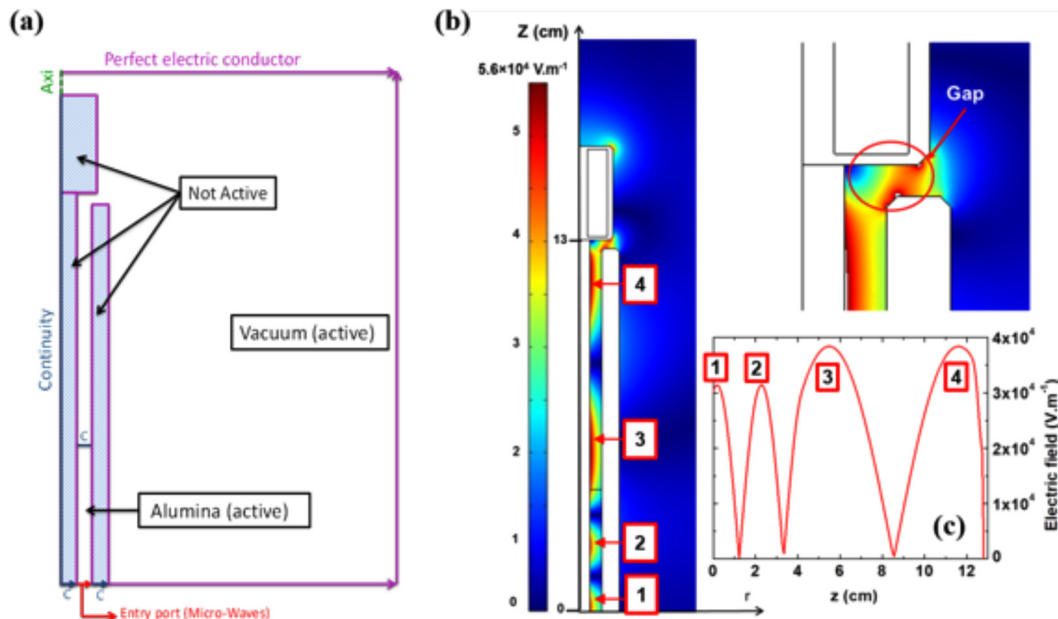 (a)
Perfect electric conductor
Axi
Not Active
Continuity
Vacuum (active)
C
Alumina (active)
C
C
Entry port (Micro-Waves)
(b)
Z (cm)
5.6×10⁴ V.m⁻¹
5
4
3
2
1
0
13
0
4
3
2
1
r
Gap
1
2
3
4
(c)
4x10⁴
3x10⁴
2x10⁴
1x10⁴
0
Electric field (V.m⁻¹)
0 2 4 6 8 10 12
z (cm)